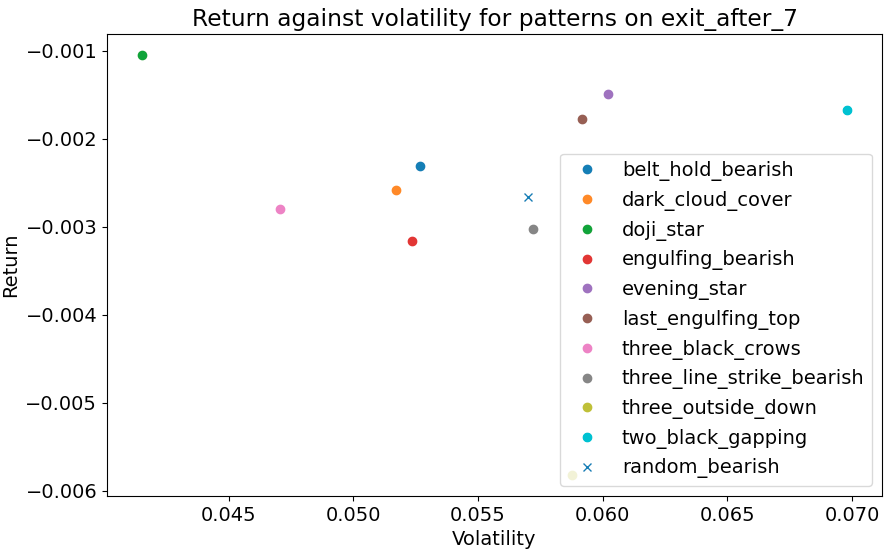 Return against volatility for patterns on exit_after_7
−0.001
−0.002
−0.003
−0.004
−0.005
−0.006
Return
0.045 0.050 0.055 0.060 0.065 0.070
Volatility
belt_hold_bearish
dark_cloud_cover
doji_star
engulfing_bearish
evening_star
last_engulfing_top
three_black_crows
three_line_strike_bearish
three_outside_down
two_black_gapping
random_bearish